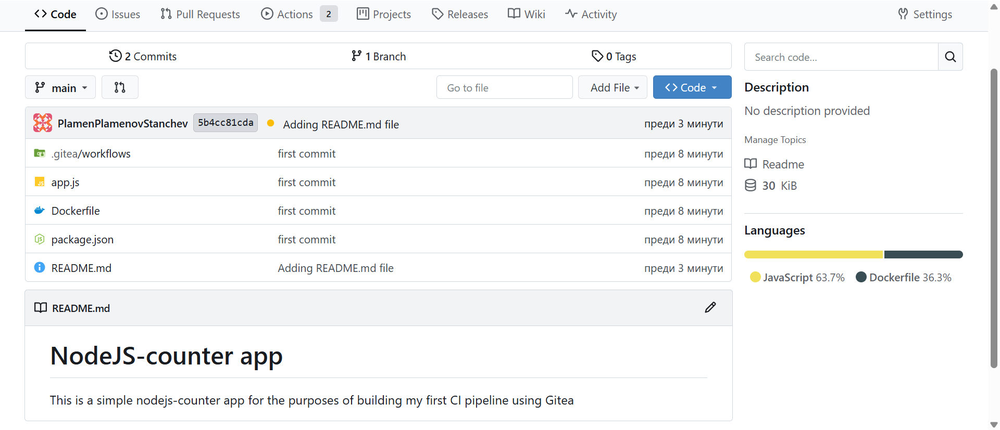 Code Issues Pull Requests Actions 2 Projects Releases Wiki Activity Settings
2 Commits 1 Branch 0 Tags
Search code...
main Go to file Add File Code
Description
No description provided
Manage Topics
Readme
30 KiB
Languages
JavaScript 63.7% Dockerfile 36.3%
PlamenPlamenovStanchev 5b4cc81cda Adding README.md file преди 3 минути
.gitea/workflows first commit преди 8 минути
JS app.js first commit преди 8 минути
Dockerfile first commit преди 8 минути
JS package.json first commit преди 8 минути
README.md Adding README.md file преди 3 минути
README.md
NodeJS-counter app
This is a simple nodejs-counter app for the purposes of building my first CI pipeline using Gitea